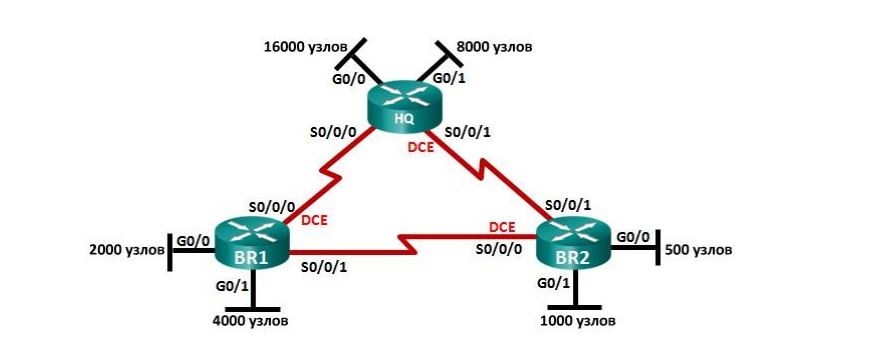 16000 узлов
8000 узлов
G0/0
G0/1
HQ
S0/0/0
S0/0/1
DCE
S0/0/0
DCE
S0/0/1
DCE
2000 узлов
G0/0
BR1
S0/0/1
S0/0/0
BR2
G0/0
500 узлов
G0/1
G0/1
4000 узлов
1000 узлов